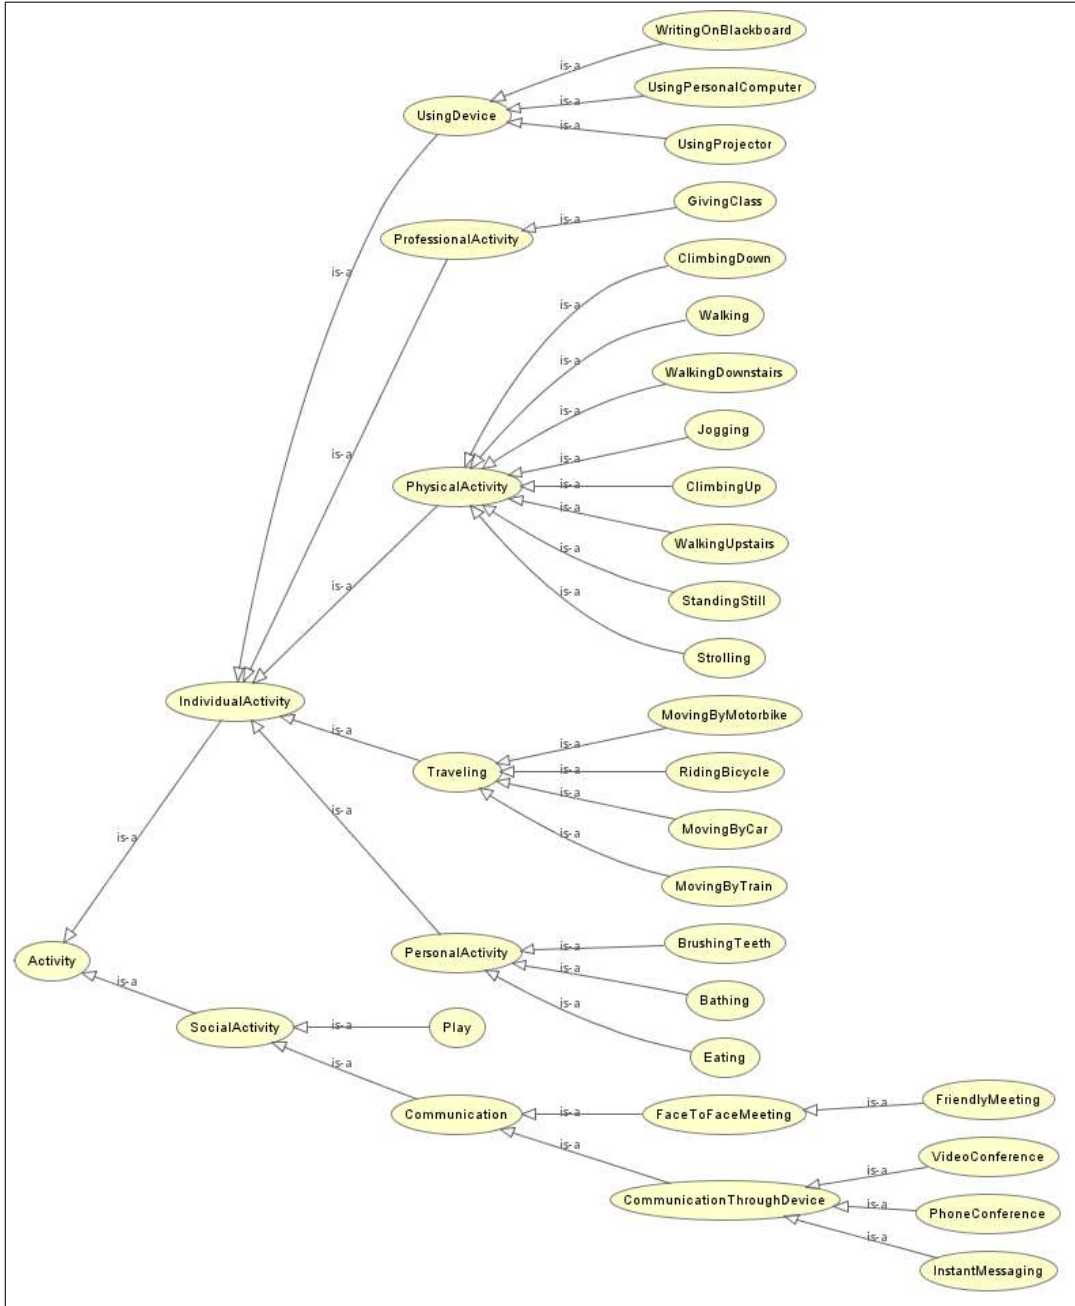 WritingOnBlackboard
is-a
UsingPersonalComputer
is-a
UsingDevice
is-a
UsingProjector
GivingClass
is-a
ProfessionalActivity
ClimbingDown
is-a
is-a
Walking
is-a
WalkingDownstairs
is-a
Jogging
is-a
is-a
PhysicalActivity
is-a
ClimbingUp
is-a
WalkingUpstairs
is-a
is-a
StandingStill
is-a
Strolling
IndividualActivity
MovingByMotorbike
is-a
is-a
Traveling
is-a
RidingBicycle
is-a
is-a
MovingByCar
is-a
is-a
MovingByTrain
BrushingTeeth
is-a
PersonalActivity
Activity
is-a
is-a
Bathing
SocialActivity
is-a
Play
is-a
Eating
is-a
FriendlyMeeting
is-a
Communication
is-a
FaceToFaceMeeting
is-a
VideoConference
is-a
CommunicationThroughDevice
is-a
PhoneConference
is-a
InstantMessaging